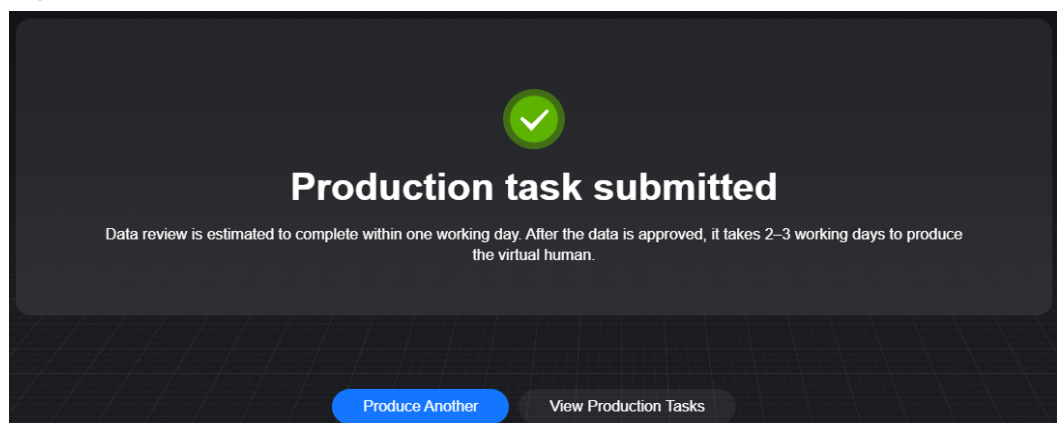 Production task submitted
Data review is estimated to complete within one working day. After the data is approved, it takes 2–3 working days to produce
the virtual human.
Produce Another
View Production Tasks